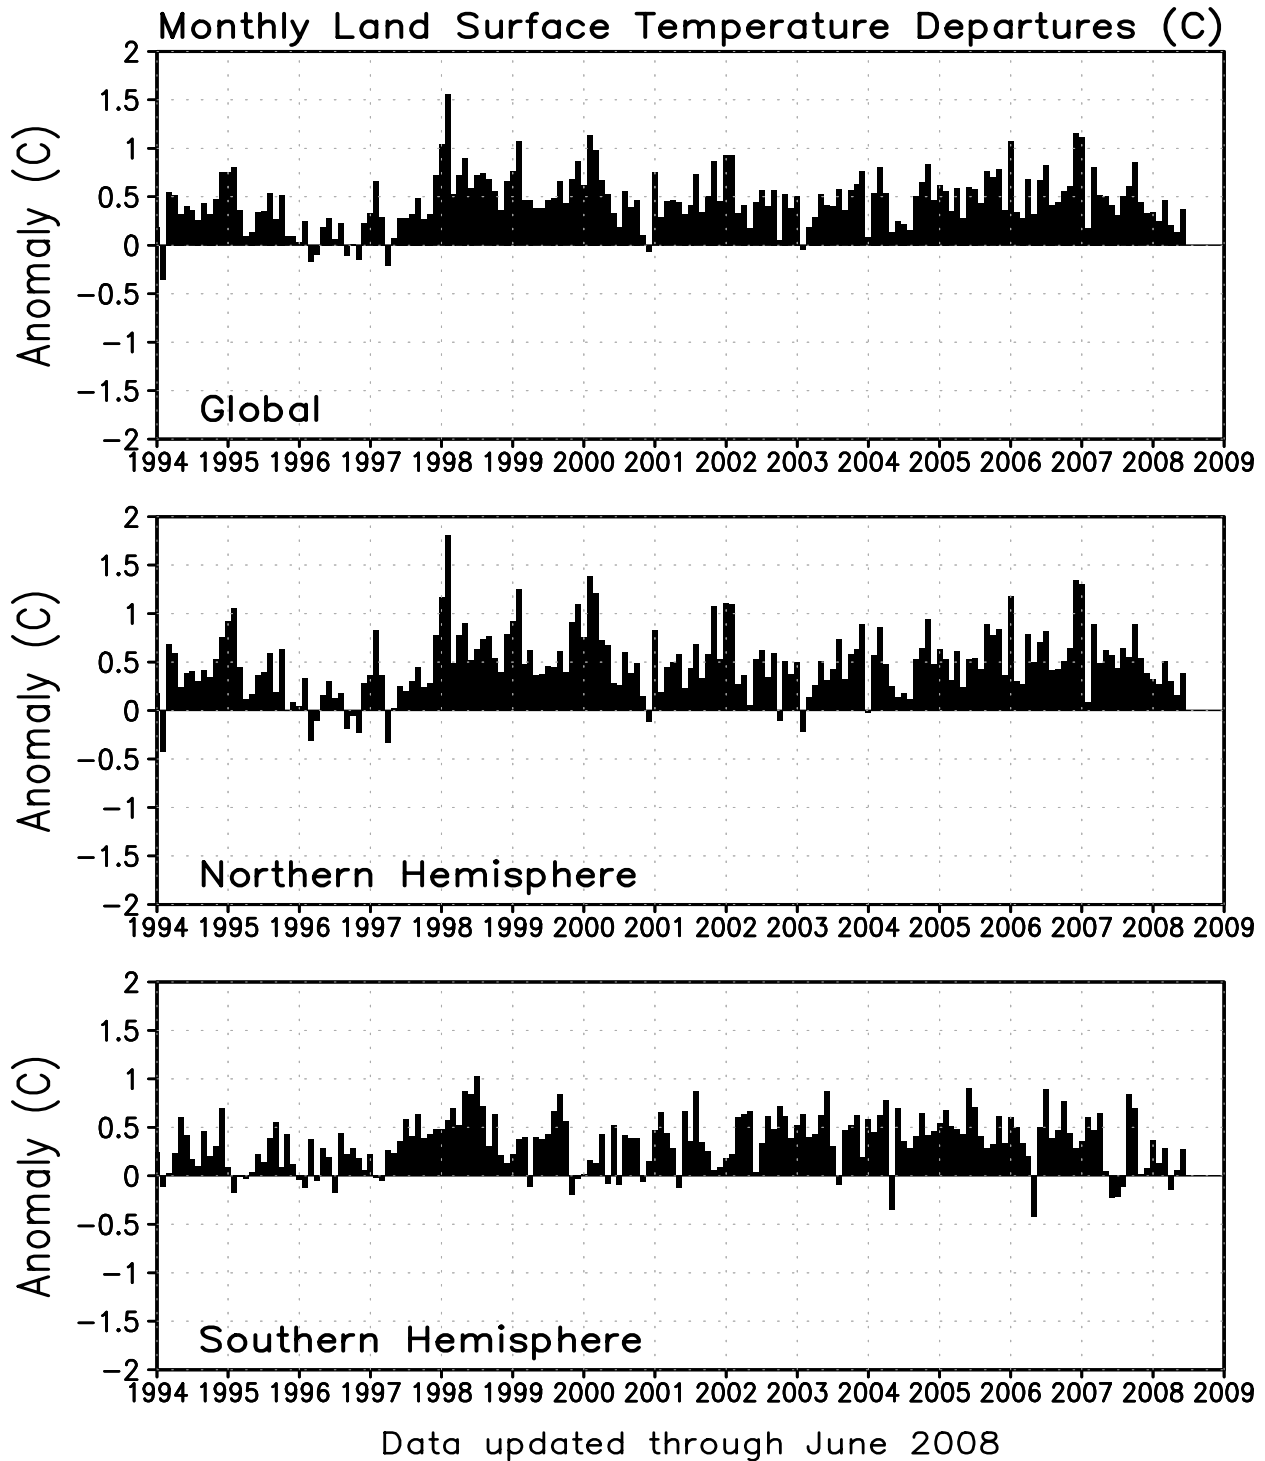 Monthly Land Surface Temperature Departures (C)
Anomaly (C)
2
1.5
1
0.5
0
−0.5
−1
−1.5
−2
Global
1994 1995 1996 1997 1998 1999 2000 2001 2002 2003 2004 2005 2006 2007 2008 2009
Anomaly (C)
2
1.5
1
0.5
0
−0.5
−1
−1.5
−2
Northern Hemisphere
1994 1995 1996 1997 1998 1999 2000 2001 2002 2003 2004 2005 2006 2007 2008 2009
Anomaly (C)
2
1.5
1
0.5
0
−0.5
−1
−1.5
−2
Southern Hemisphere
1994 1995 1996 1997 1998 1999 2000 2001 2002 2003 2004 2005 2006 2007 2008 2009
Data updated through June 2008